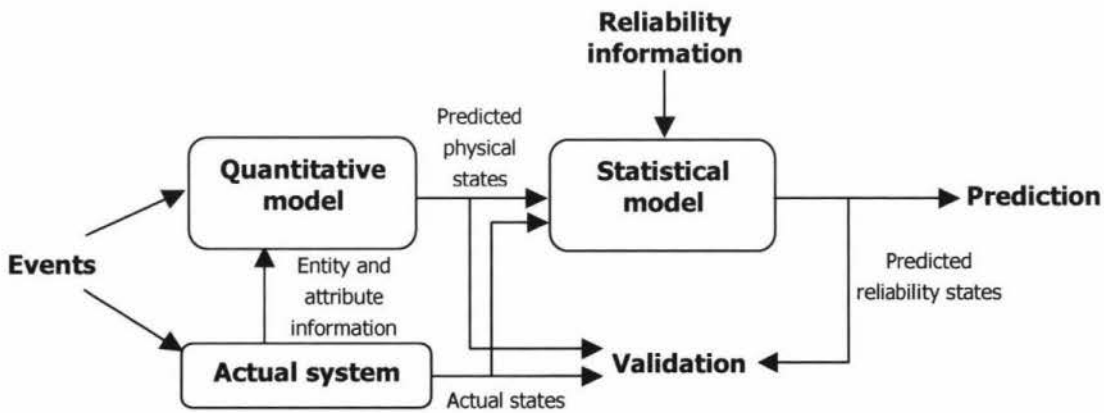 Reliability
information
Predicted
physical
states
Quantitative
model
Statistical
model
Prediction
Events
Entity and
attribute
information
Predicted
reliability states
Actual system
Validation
Actual states